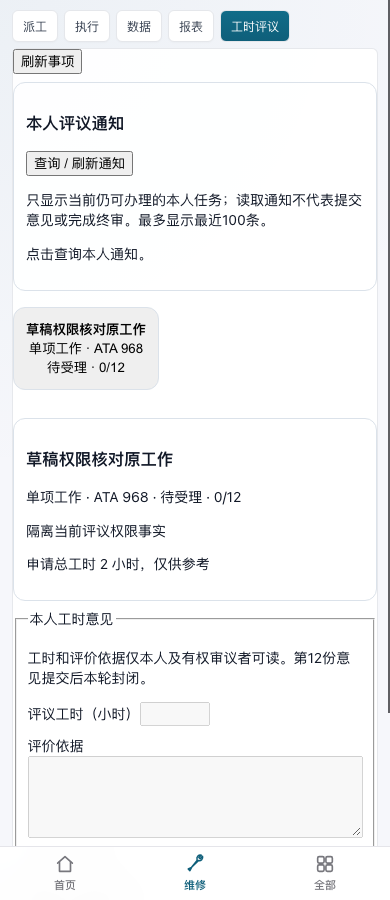 派工
执行
数据
报表
工时评议
刷新事项
本人评议通知
查询 / 刷新通知
只显示当前仍可办理的本人任务；读取通知不代表提交
意见或完成终审。最多显示最近100条。
点击查询本人通知。
草稿权限核对原工作
单项工作 · ATA 968
待受理 · 0/12
草稿权限核对原工作
单项工作 · ATA 968 · 待受理 · 0/12
隔离当前评议权限事实
申请总工时 2 小时，仅供参考
本人工时意见
工时和评价依据仅本人及有权审议者可读。第12份意
见提交后本轮封闭。
评议工时（小时）
评价依据
首页
维修
全部